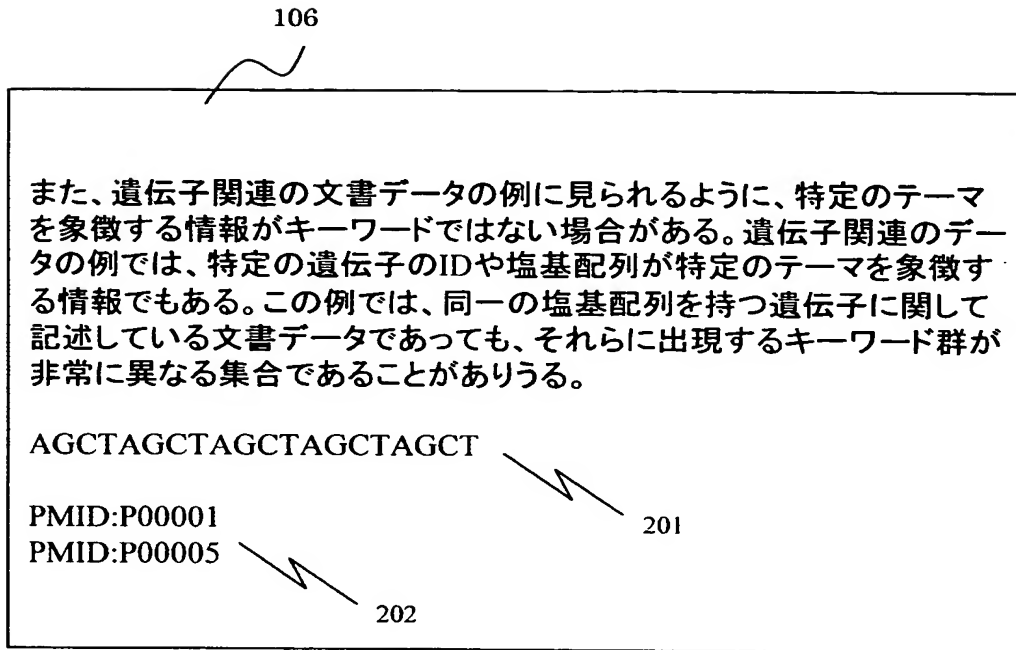 106
また、遺伝子関連の文書データの例に見られるように、特定のテーマ
を象徴する情報がキーワードではない場合がある。遺伝子関連のデー
タの例では、特定の遺伝子のIDや塩基配列が特定のテーマを象徴す
る情報でもある。この例では、同一の塩基配列を持つ遺伝子に関して
記述している文書データであっても、それらに出現するキーワード群が
非常に異なる集合であることがありうる。
AGCTAGCTAGCTAGCTAGCT
201
PMID:P00001
PMID:P00005
202